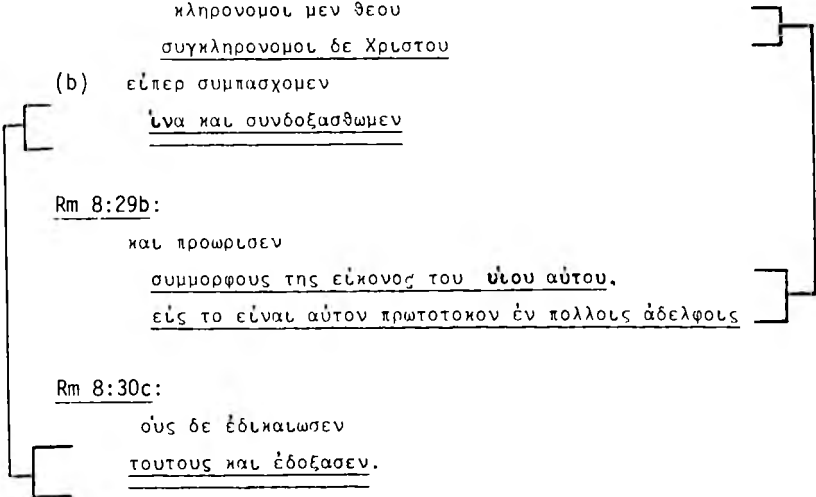 κληρονομοι μεν θεου
συγκληρονομοι δε Χριστου
(b) εἰπερ συμπασχομεν
ἱνα και συνδοξασθωμεν
Rm 8:29b:
και προωρισεν
συμμορφους της εἰκονος του υἱου αὐτου,
εἰς το εἰναι αὐτον πρωτοτοκον ἐν πολλοις ἀδελφοις
Rm 8:30c:
οὑς δε ἐδικαιωσεν
τουτους και ἐδοξασεν.